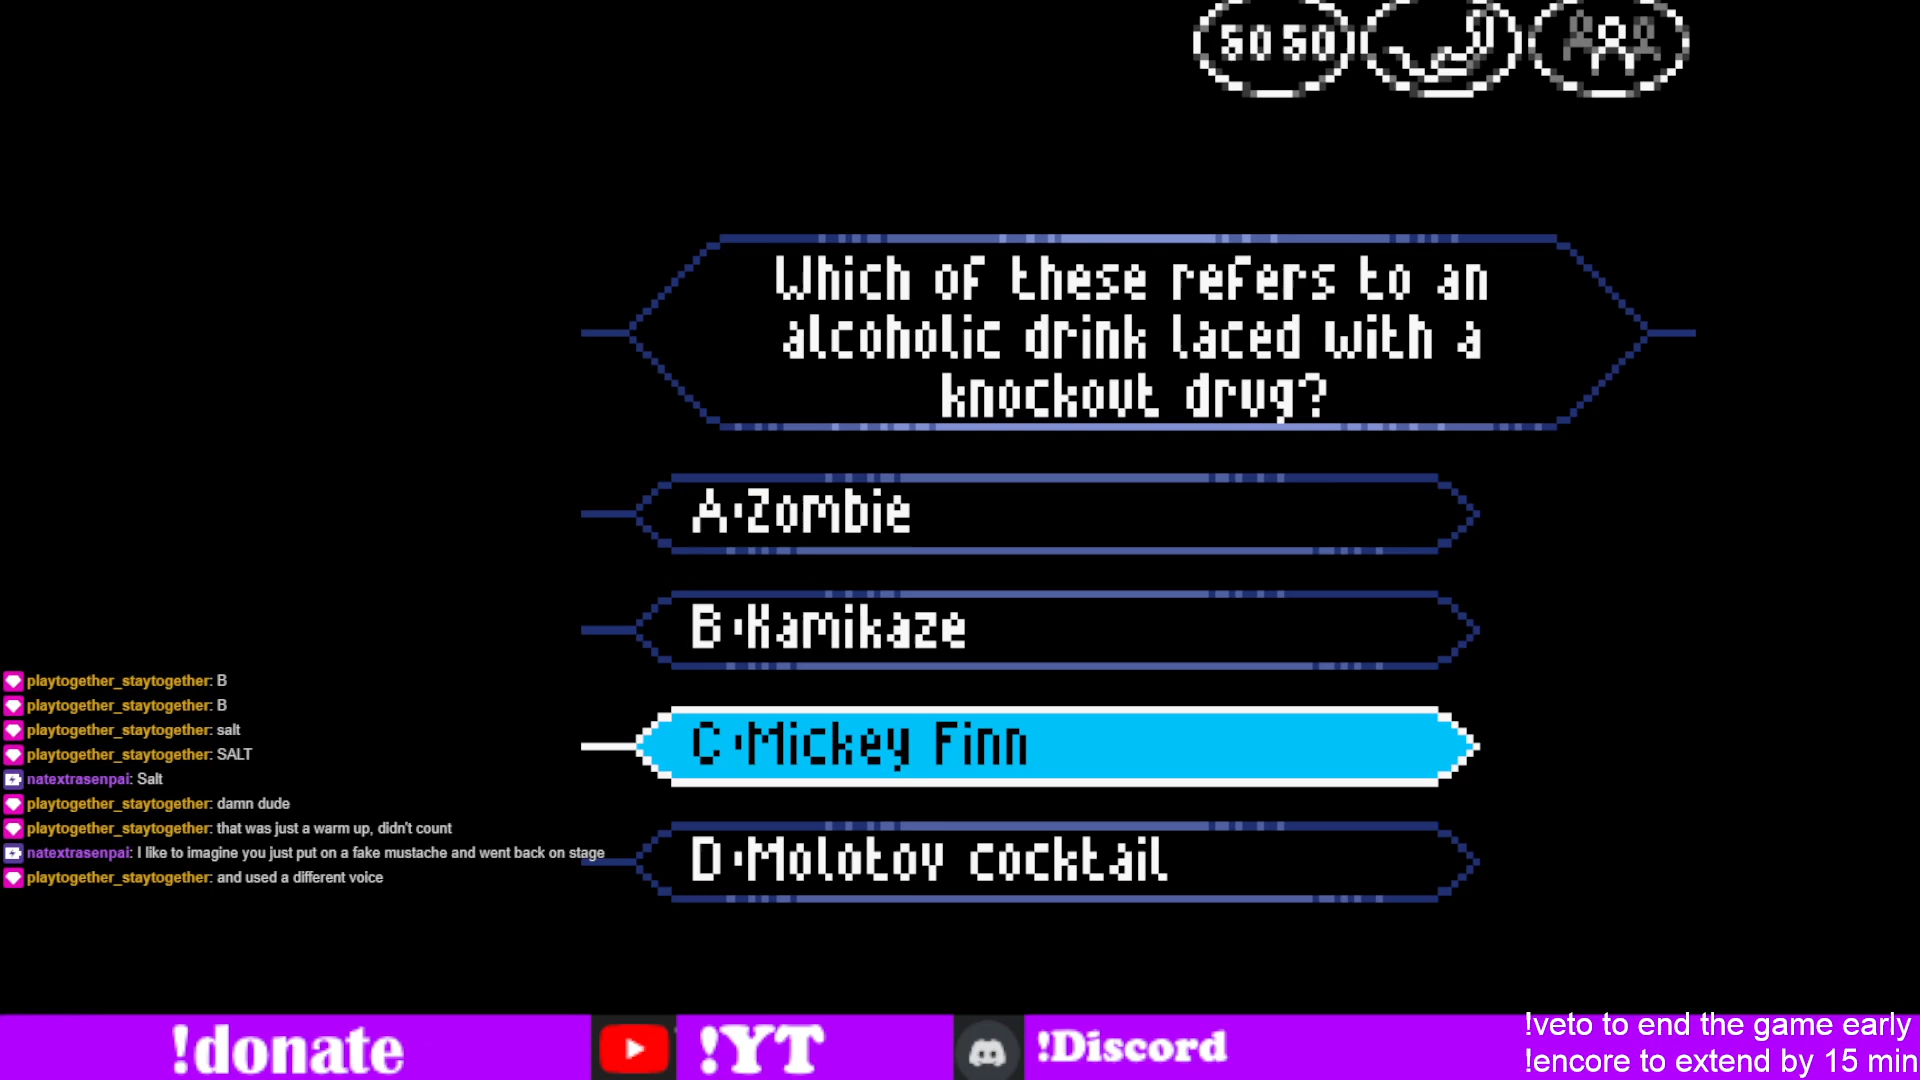 50 50
Which of these refers to an
alcoholic drink laced with a
knockout drug?
A·Zombie
B·Kamikaze
C·Mickey Finn
D·Molotov cocktail
playtogether_staytogether: B
playtogether_staytogether: B
playtogether_staytogether: salt
playtogether_staytogether: SALT
natextrasenpai: Salt
playtogether_staytogether: damn dude
playtogether_staytogether: that was just a warm up, didn't count
natextrasenpai: I like to imagine you just put on a fake mustache and went back on stage
playtogether_staytogether: and used a different voice
!donate
!YT
!Discord
!veto to end the game early
!encore to extend by 15 min